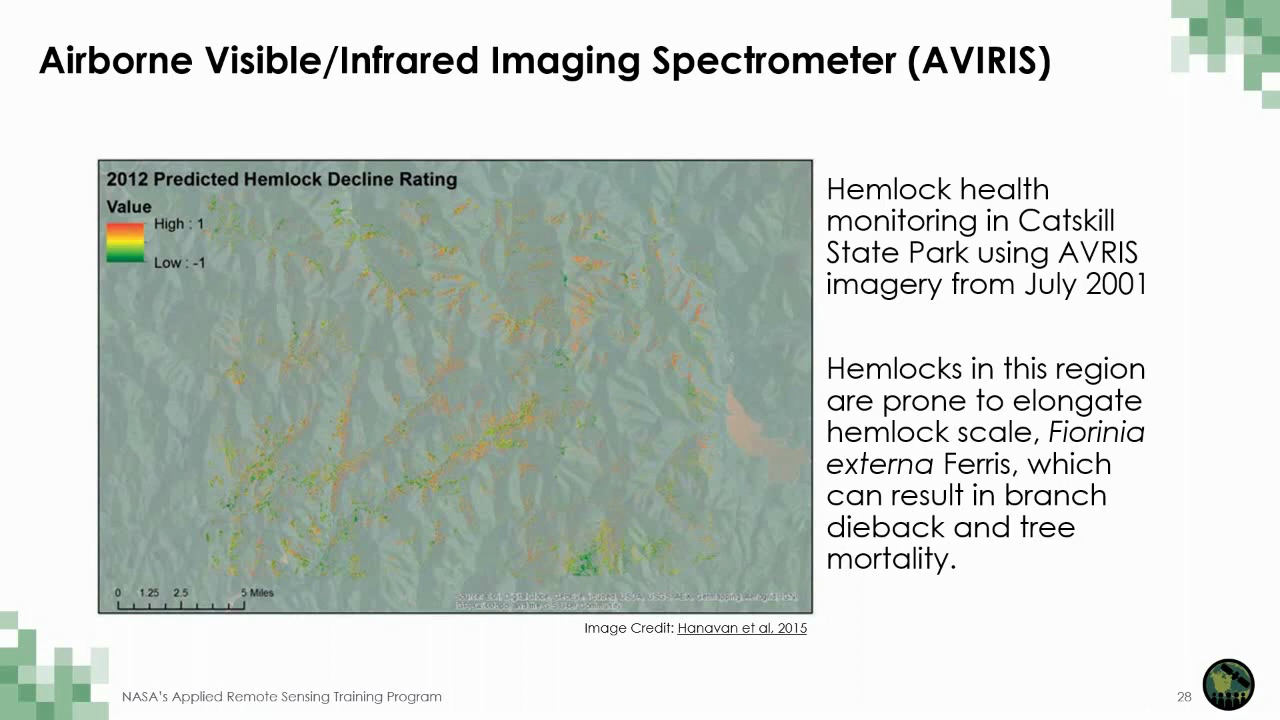 Airborne Visible/Infrared Imaging Spectrometer (AVIRIS)
2012 Predicted Hemlock Decline Rating
Value
High : 1
Low : -1
0 1.25 2.5 5 Miles
Image Credit: Hanavan et al, 2015
Hemlock health
monitoring in Catskill
State Park using AVRIS
imagery from July 2001
Hemlocks in this region
are prone to elongate
hemlock scale, Fiorinia
externa Ferris, which
can result in branch
dieback and tree
mortality.
NASA's Applied Remote Sensing Training Program
28